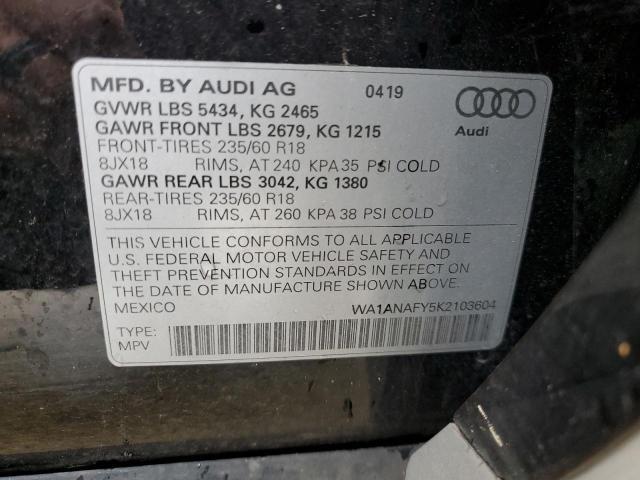 MFD. BY AUDI AG 0419
GVWR LBS 5434, KG 2465
GAWR FRONT LBS 2679, KG 1215
Audi
FRONT-TIRES 235/60 R18
8JX18 RIMS, AT 240 KPA 35 PSI COLD
GAWR REAR LBS 3042, KG 1380
REAR-TIRES 235/60 R18
8JX18 RIMS, AT 260 KPA 38 PSI COLD
THIS VEHICLE CONFORMS TO ALL APPLICABLE
U.S. FEDERAL MOTOR VEHICLE SAFETY AND
THEFT PREVENTION STANDARDS IN EFFECT ON
THE DATE OF MANUFACTURE SHOWN ABOVE.
MEXICO WA1ANAFY5K2103604
TYPE:
MPV